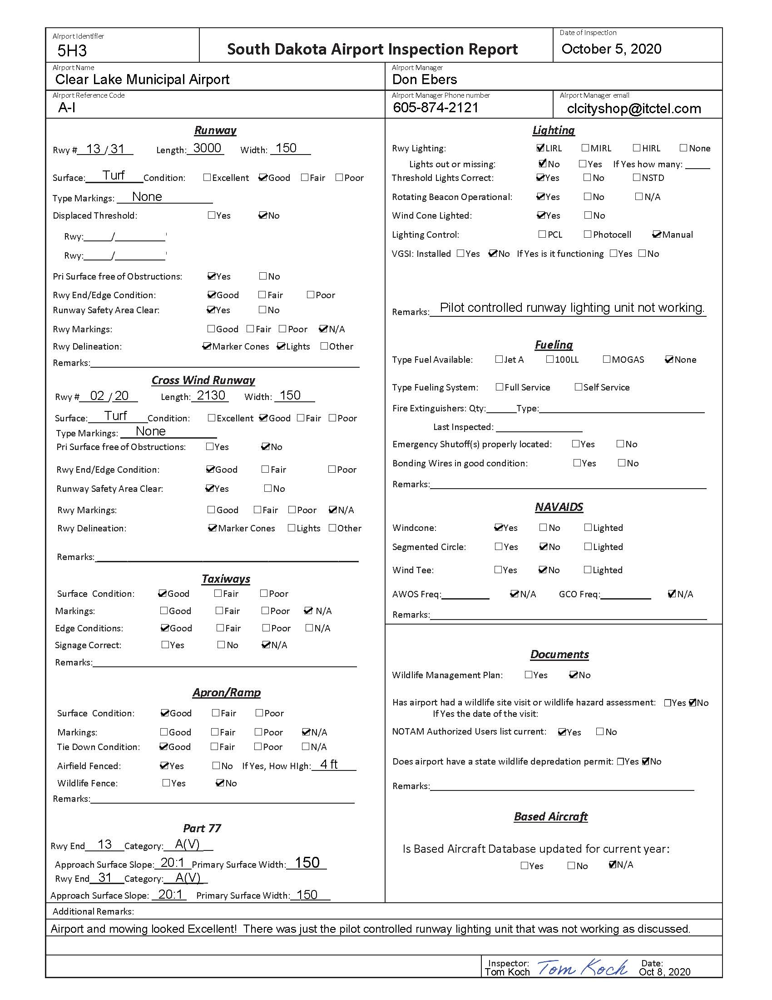 Airport Identifier
5H3
South Dakota Airport Inspection Report
Date of Inspection
October 5, 2020
Airport Name
Clear Lake Municipal Airport
Airport Manager
Don Ebers
Airport Reference Code
A-I
Airport Manager Phone number
605-874-2121
Airport Manager email
clcityshop@itctel.com
Runway
Rwy # 13 / 31 Length: 3000 Width: 150
Surface: Turf Condition: ☐Excellent ☑Good ☐Fair ☐Poor
Type Markings: None
Displaced Threshold: ☐Yes ☑No
Rwy:_____/__________'
Rwy:_____/__________'
Pri Surface free of Obstructions: ☑Yes ☐No
Rwy End/Edge Condition: ☑Good ☐Fair ☐Poor
Runway Safety Area Clear: ☑Yes ☐No
Rwy Markings: ☐Good ☐Fair ☐Poor ☑N/A
Rwy Delineation: ☑Marker Cones ☑Lights ☐Other
Remarks:
Cross Wind Runway
Rwy # 02 / 20 Length: 2130 Width: 150
Surface: Turf Condition: ☐Excellent ☑Good ☐Fair ☐Poor
Type Markings: None
Pri Surface free of Obstructions: ☐Yes ☑No
Rwy End/Edge Condition: ☑Good ☐Fair ☐Poor
Runway Safety Area Clear: ☑Yes ☐No
Rwy Markings: ☐Good ☐Fair ☐Poor ☑N/A
Rwy Delineation: ☑Marker Cones ☐Lights ☐Other
Remarks:
Taxiways
Surface Condition: ☑Good ☐Fair ☐Poor
Markings: ☐Good ☐Fair ☐Poor ☑ N/A
Edge Conditions: ☑Good ☐Fair ☐Poor ☐N/A
Signage Correct: ☐Yes ☐No ☑N/A
Remarks:
Apron/Ramp
Surface Condition: ☑Good ☐Fair ☐Poor
Markings: ☐Good ☐Fair ☐Poor ☑N/A
Tie Down Condition: ☑Good ☐Fair ☐Poor ☐N/A
Airfield Fenced: ☑Yes ☐No If Yes, How HIgh: 4 ft
Wildlife Fence: ☐Yes ☑No
Remarks:
Part 77
Rwy End 13 Category: A(V)
Approach Surface Slope: 20:1 Primary Surface Width: 150
Rwy End 31 Category: A(V)
Approach Surface Slope: 20:1 Primary Surface Width: 150
Lighting
Rwy Lighting: ☑LIRL ☐MIRL ☐HIRL ☐None
Lights out or missing: ☑No ☐Yes If Yes how many:
Threshold Lights Correct: ☑Yes ☐No ☐NSTD
Rotating Beacon Operational: ☑Yes ☐No ☐N/A
Wind Cone Lighted: ☑Yes ☐No
Lighting Control: ☐PCL ☐Photocell ☑Manual
VGSI: Installed ☐Yes ☑No If Yes is it functioning ☐Yes ☐No
Remarks: Pilot controlled runway lighting unit not working.
Fueling
Type Fuel Available: ☐Jet A ☐100LL ☐MOGAS ☑None
Type Fueling System: ☐Full Service ☐Self Service
Fire Extinguishers: Qty:______Type:
Last Inspected:
Emergency Shutoff(s) properly located: ☐Yes ☐No
Bonding Wires in good condition: ☐Yes ☐No
Remarks:
NAVAIDS
Windcone: ☑Yes ☐No ☐Lighted
Segmented Circle: ☐Yes ☑No ☐Lighted
Wind Tee: ☐Yes ☑No ☐Lighted
AWOS Freq:__________ ☑N/A GCO Freq:__________ ☑N/A
Remarks:
Documents
Wildlife Management Plan: ☐Yes ☑No
Has airport had a wildlife site visit or wildlife hazard assessment: ☐Yes ☑No
If Yes the date of the visit:
NOTAM Authorized Users list current: ☑Yes ☐No
Does airport have a state wildlife depredation permit: ☐Yes ☑No
Remarks:
Based Aircraft
Is Based Aircraft Database updated for current year:
☐Yes ☐No ☑N/A
Additional Remarks:
Airport and mowing looked Excellent! There was just the pilot controlled runway lighting unit that was not working as discussed.
Inspector:
Tom Koch
Tom Koch
Date:
Oct 8, 2020